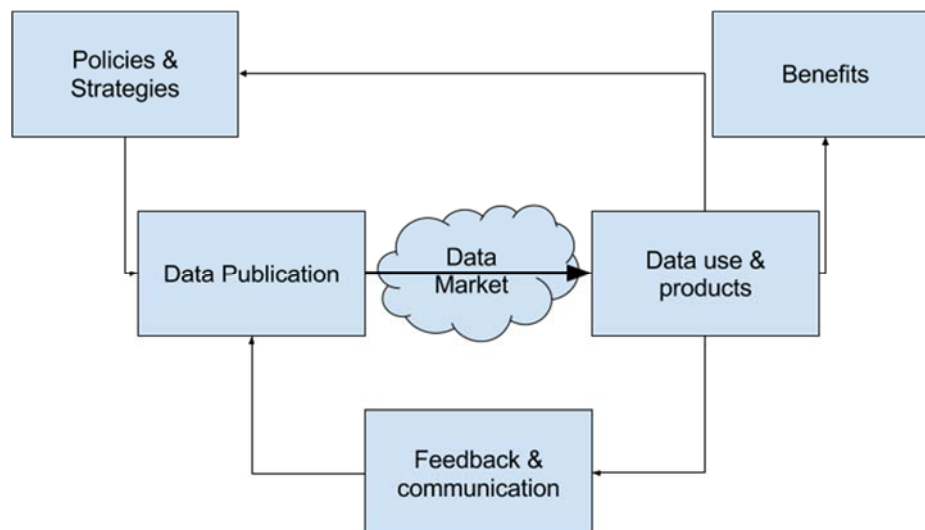 Policies &
Strategies
Benefits
Data Publication
Data
Market
Data use &
products
Feedback &
communication